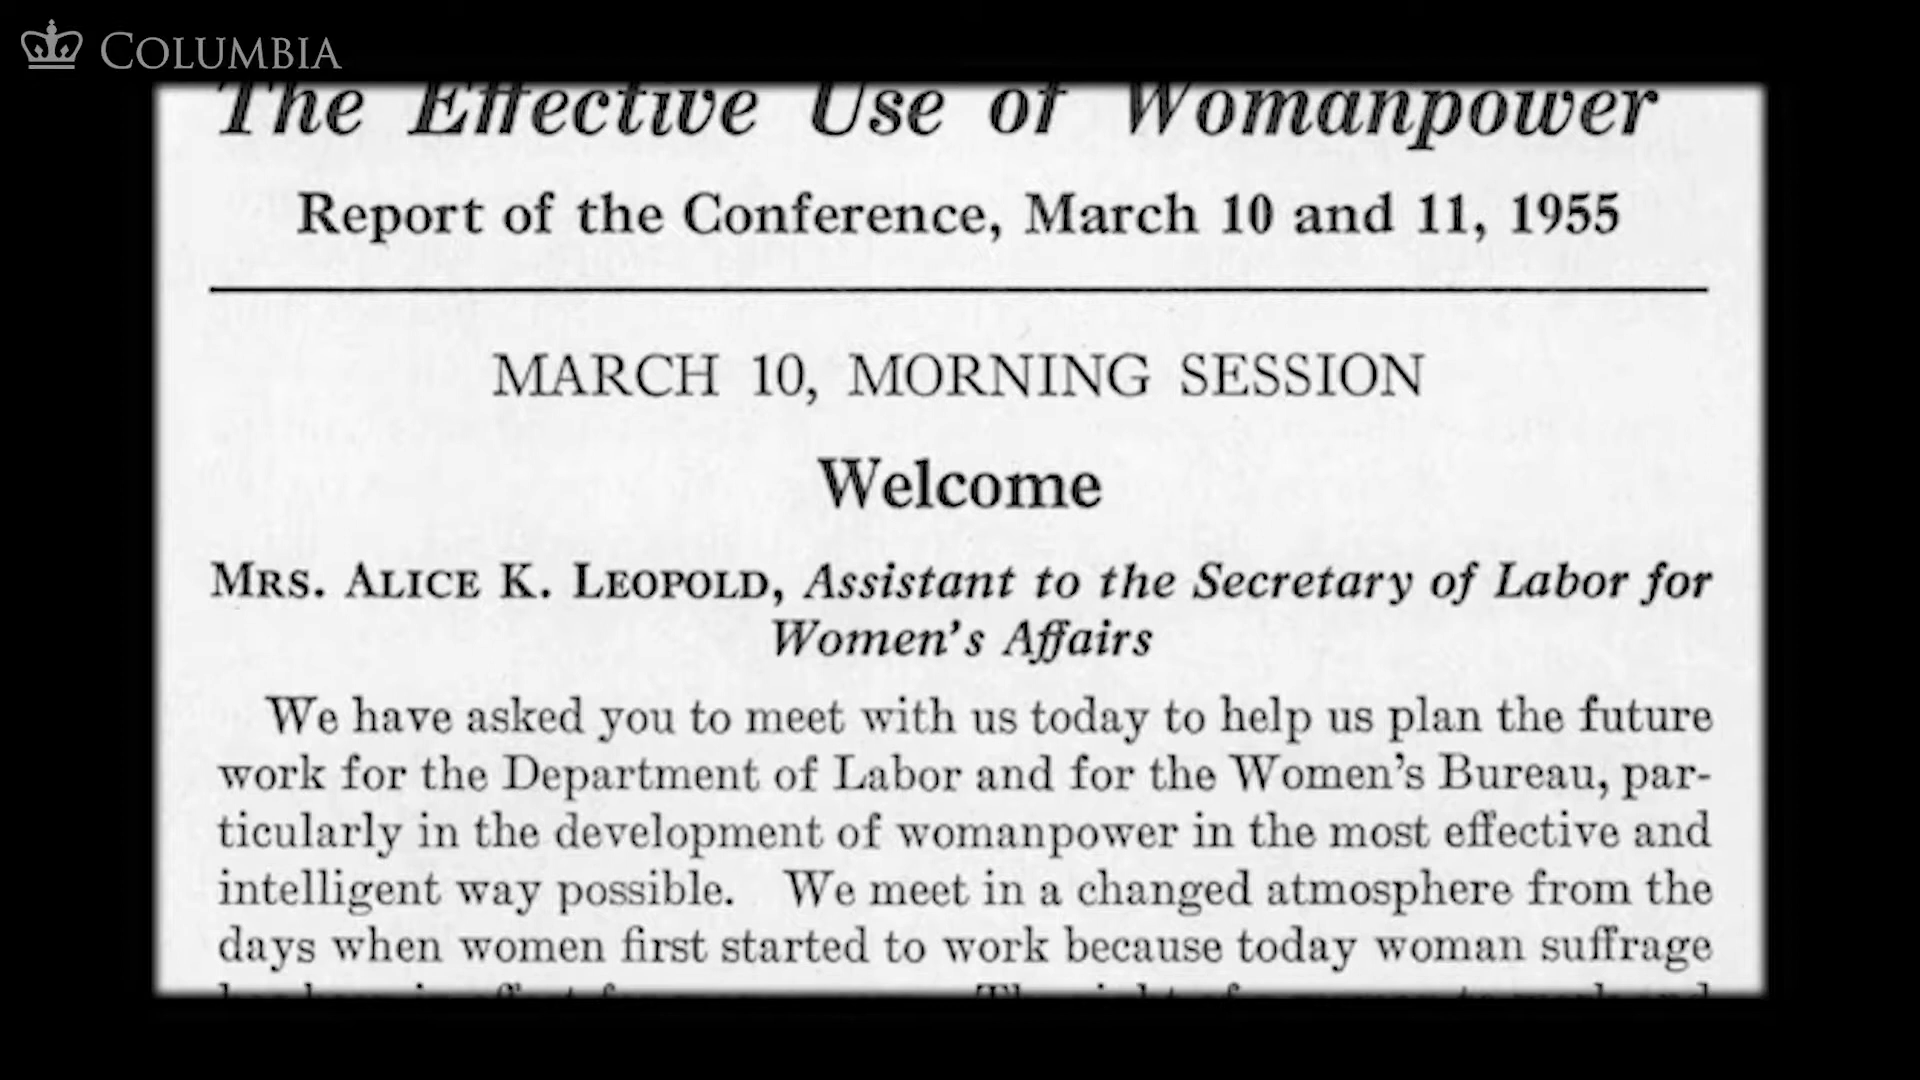 COLUMBIA
The Effective Use of Womanpower
Report of the Conference, March 10 and 11, 1955
MARCH 10, MORNING SESSION
Welcome
MRS. ALICE K. LEOPOLD, Assistant to the Secretary of Labor for
Women's Affairs
We have asked you to meet with us today to help us plan the future
work for the Department of Labor and for the Women's Bureau, par-
ticularly in the development of womanpower in the most effective and
intelligent way possible. We meet in a changed atmosphere from the
days when women first started to work because today woman suffrage